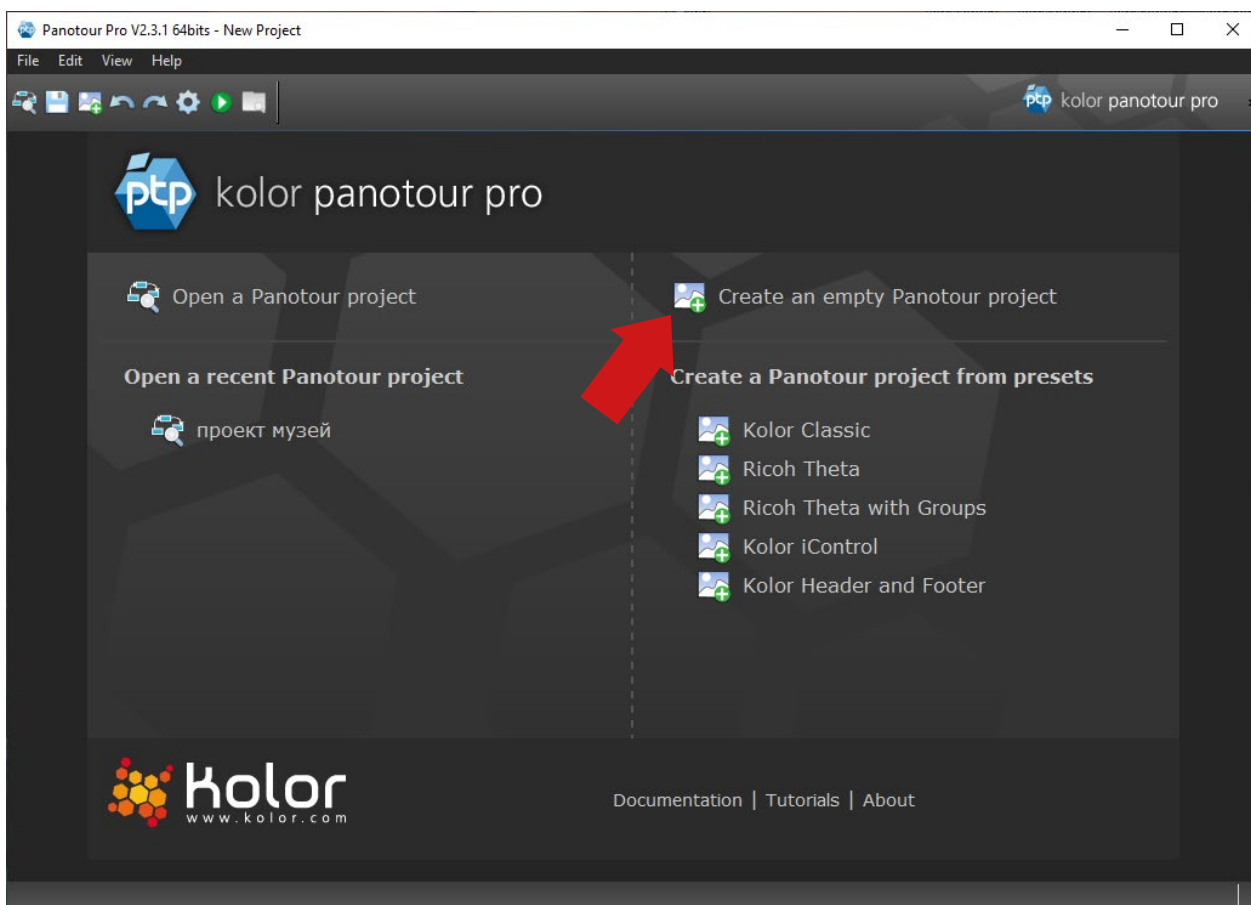 Panotour Pro V2.3.1 64bits - New Project
File Edit View Help
ptp kolor panotour pro
ptp kolor panotour pro
Open a Panotour project
Create an empty Panotour project
Open a recent Panotour project
проект музей
Create a Panotour project from presets
Kolor Classic
Ricoh Theta
Ricoh Theta with Groups
Kolor iControl
Kolor Header and Footer
Kolor
www.kolor.com
Documentation | Tutorials | About